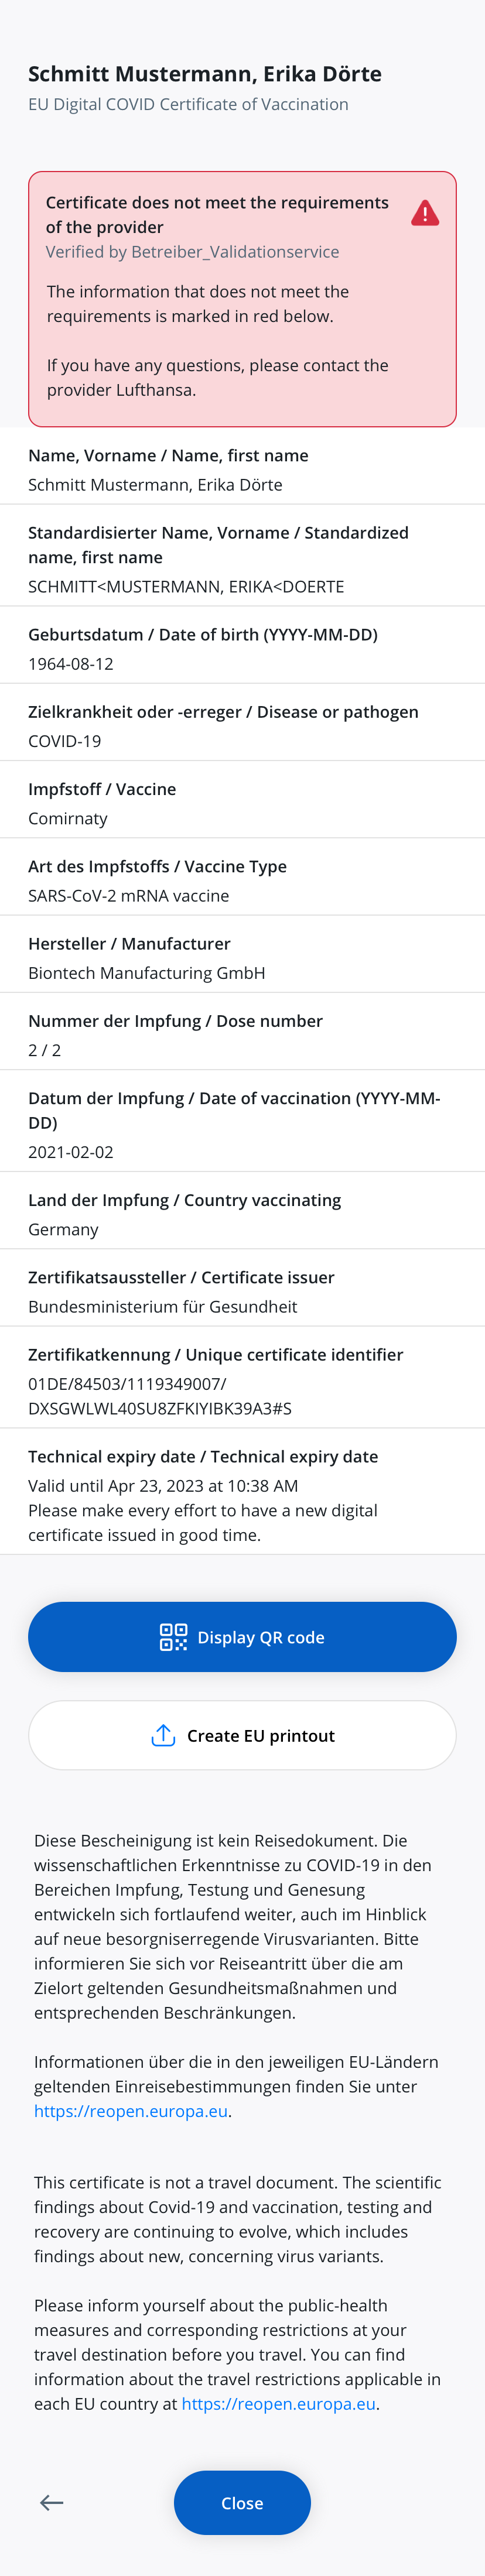 Schmitt Mustermann, Erika Dörte
EU Digital COVID Certificate of Vaccination
Certificate does not meet the requirements
of the provider
Verified by Betreiber_Validationservice
The information that does not meet the
requirements is marked in red below.
If you have any questions, please contact the
provider Lufthansa.
Name, Vorname / Name, first name
Schmitt Mustermann, Erika Dörte
Standardisierter Name, Vorname / Standardized
name, first name
SCHMITT<MUSTERMANN, ERIKA<DOERTE
Geburtsdatum / Date of birth (YYYY-MM-DD)
1964-08-12
Zielkrankheit oder -erreger / Disease or pathogen
COVID-19
Impfstoff / Vaccine
Comirnaty
Art des Impfstoffs / Vaccine Type
SARS-CoV-2 mRNA vaccine
Hersteller / Manufacturer
Biontech Manufacturing GmbH
Nummer der Impfung / Dose number
2 / 2
Datum der Impfung / Date of vaccination (YYYY-MM-
DD)
2021-02-02
Land der Impfung / Country vaccinating
Germany
Zertifikatsaussteller / Certificate issuer
Bundesministerium für Gesundheit
Zertifikatkennung / Unique certificate identifier
01DE/84503/1119349007/
DXSGWLWL40SU8ZFKIYIBK39A3#S
Technical expiry date / Technical expiry date
Valid until Apr 23, 2023 at 10:38 AM
Please make every effort to have a new digital
certificate issued in good time.
Display QR code
Create EU printout
Diese Bescheinigung ist kein Reisedokument. Die
wissenschaftlichen Erkenntnisse zu COVID-19 in den
Bereichen Impfung, Testung und Genesung
entwickeln sich fortlaufend weiter, auch im Hinblick
auf neue besorgniserregende Virusvarianten. Bitte
informieren Sie sich vor Reiseantritt über die am
Zielort geltenden Gesundheitsmaßnahmen und
entsprechenden Beschränkungen.
Informationen über die in den jeweiligen EU-Ländern
geltenden Einreisebestimmungen finden Sie unter
https://reopen.europa.eu.
This certificate is not a travel document. The scientific
findings about Covid-19 and vaccination, testing and
recovery are continuing to evolve, which includes
findings about new, concerning virus variants.
Please inform yourself about the public-health
measures and corresponding restrictions at your
travel destination before you travel. You can find
information about the travel restrictions applicable in
each EU country at https://reopen.europa.eu.
Close